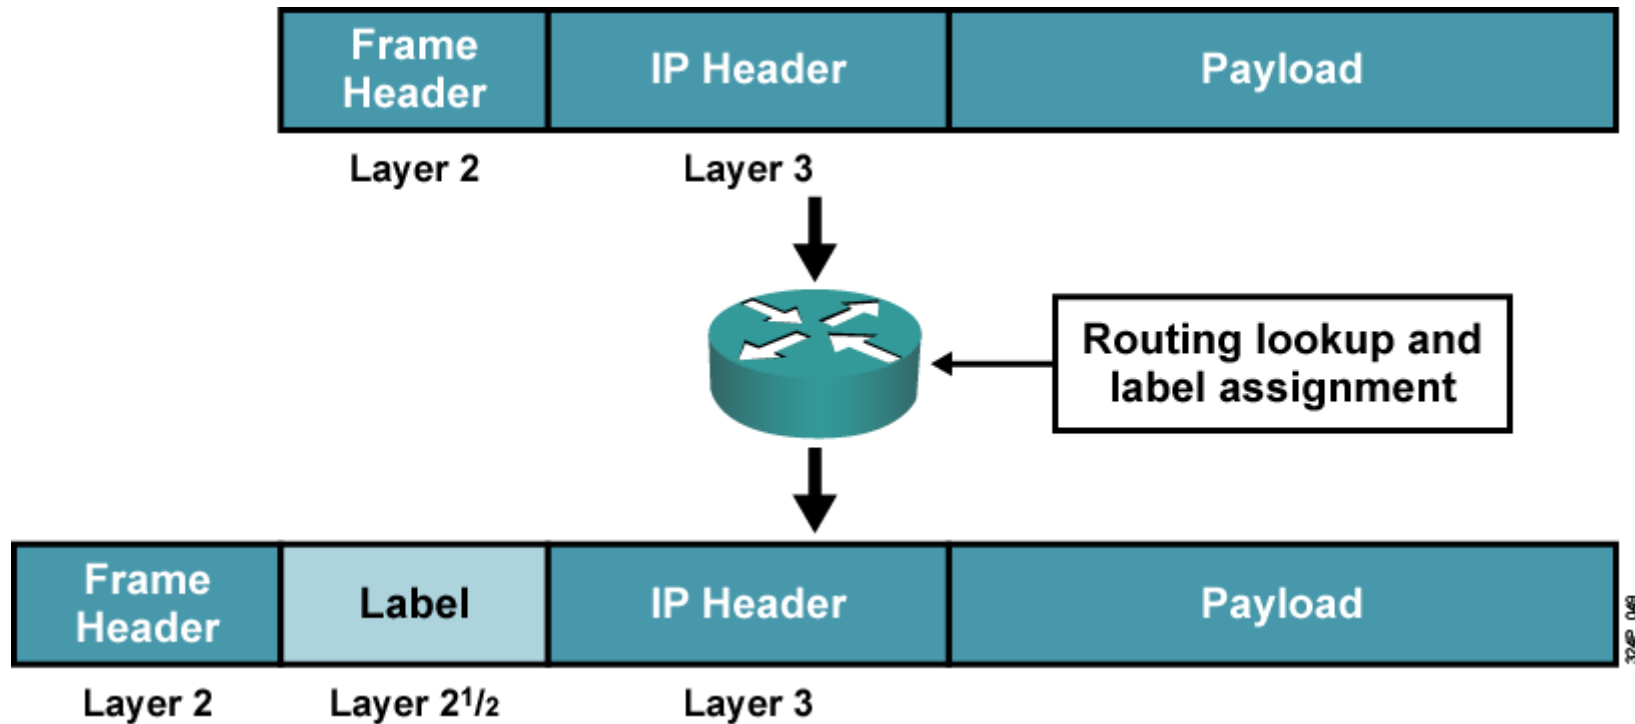 Frame
Header
IP Header
Payload
Layer 2
Layer 3
Routing lookup and
label assignment
Frame
Header
Label
IP Header
Payload
Layer 2
Layer 2¹/₂
Layer 3